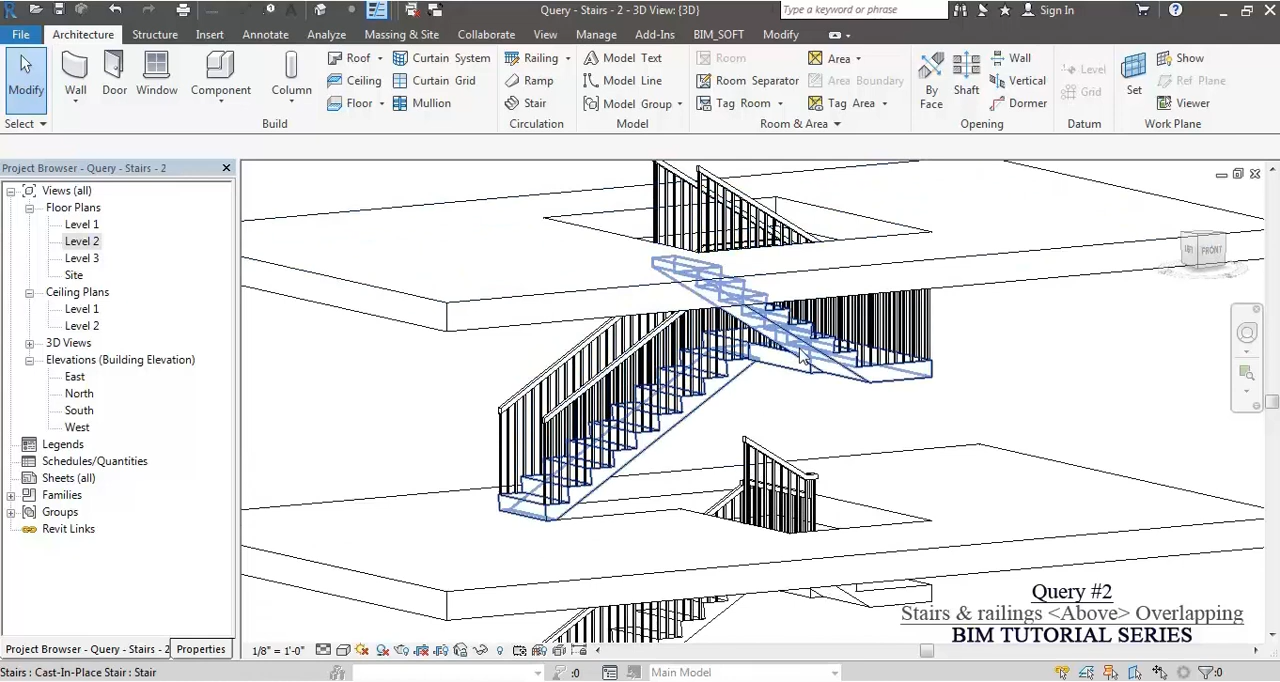 Query - Stairs - 2 - 3D View: {3D}
Type a keyword or phrase
Sign In
File Architecture Structure Insert Annotate Analyze Massing & Site Collaborate View Manage Add-Ins BIM_SOFT Modify
Modify
Wall
Door
Window
Component
Column
Roof
Ceiling
Floor
Curtain System
Curtain Grid
Mullion
Railing
Ramp
Stair
Model Text
Model Line
Model Group
Room
Room Separator
Tag Room
Area
Area Boundary
Tag Area
By
Face
Shaft
Wall
Vertical
Dormer
Level
Grid
Set
Show
Ref Plane
Viewer
Select
Build
Circulation
Model
Room & Area
Opening
Datum
Work Plane
Project Browser - Query - Stairs - 2
Views (all)
Floor Plans
Level 1
Level 2
Level 3
Site
Ceiling Plans
Level 1
Level 2
3D Views
Elevations (Building Elevation)
East
North
South
West
Legends
Schedules/Quantities
Sheets (all)
Families
Groups
Revit Links
FRONT
Query #2
Stairs & railings <Above> Overlapping
BIM TUTORIAL SERIES
Project Browser - Query - Stairs - 2
Properties
1/8" = 1'-0"
Stairs : Cast-In-Place Stair : Stair
:0
Main Model
:0